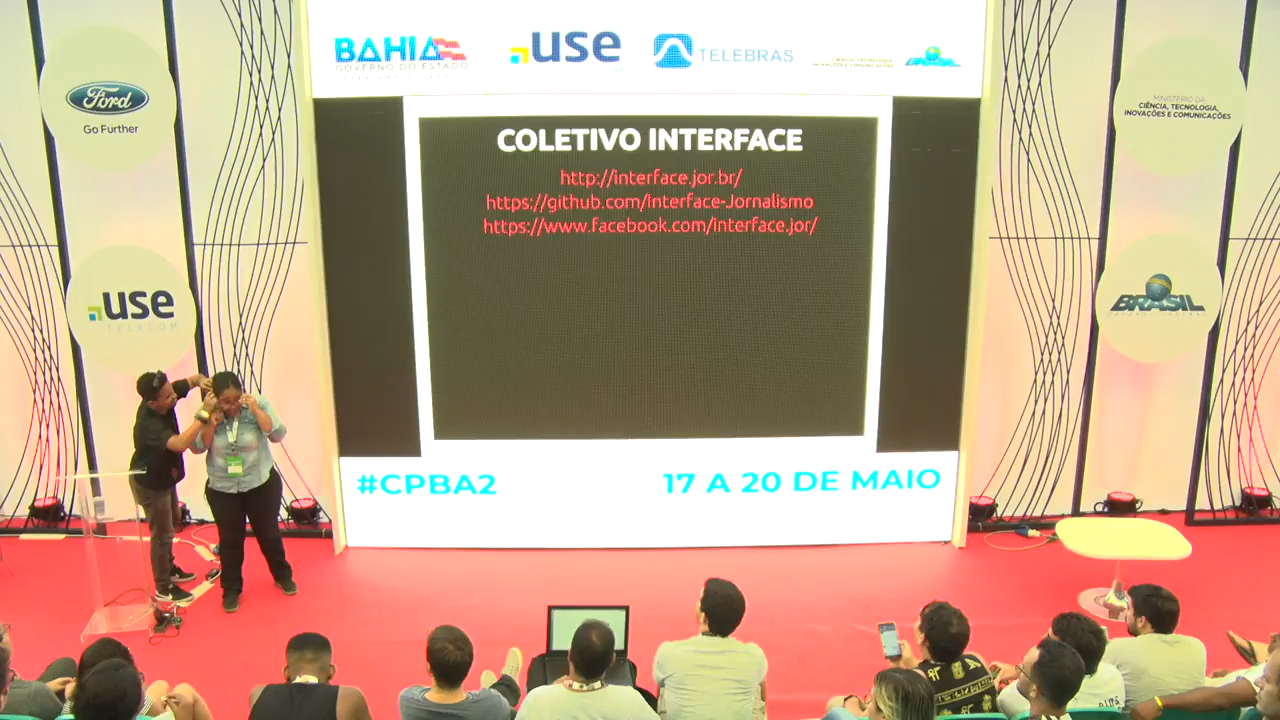 BAHIA
GOVERNO DO ESTADO
use
TELEBRAS
BRASIL
Ford
Go Further
MINISTÉRIO DA
CIÊNCIA, TECNOLOGIA,
INOVAÇÕES E COMUNICAÇÕES
COLETIVO INTERFACE
http://interface.jor.br/
https://github.com/Interface-Jornalismo
https://www.facebook.com/interface.jor/
use
TELECOM
BRASIL
#CPBA2
17 A 20 DE MAIO